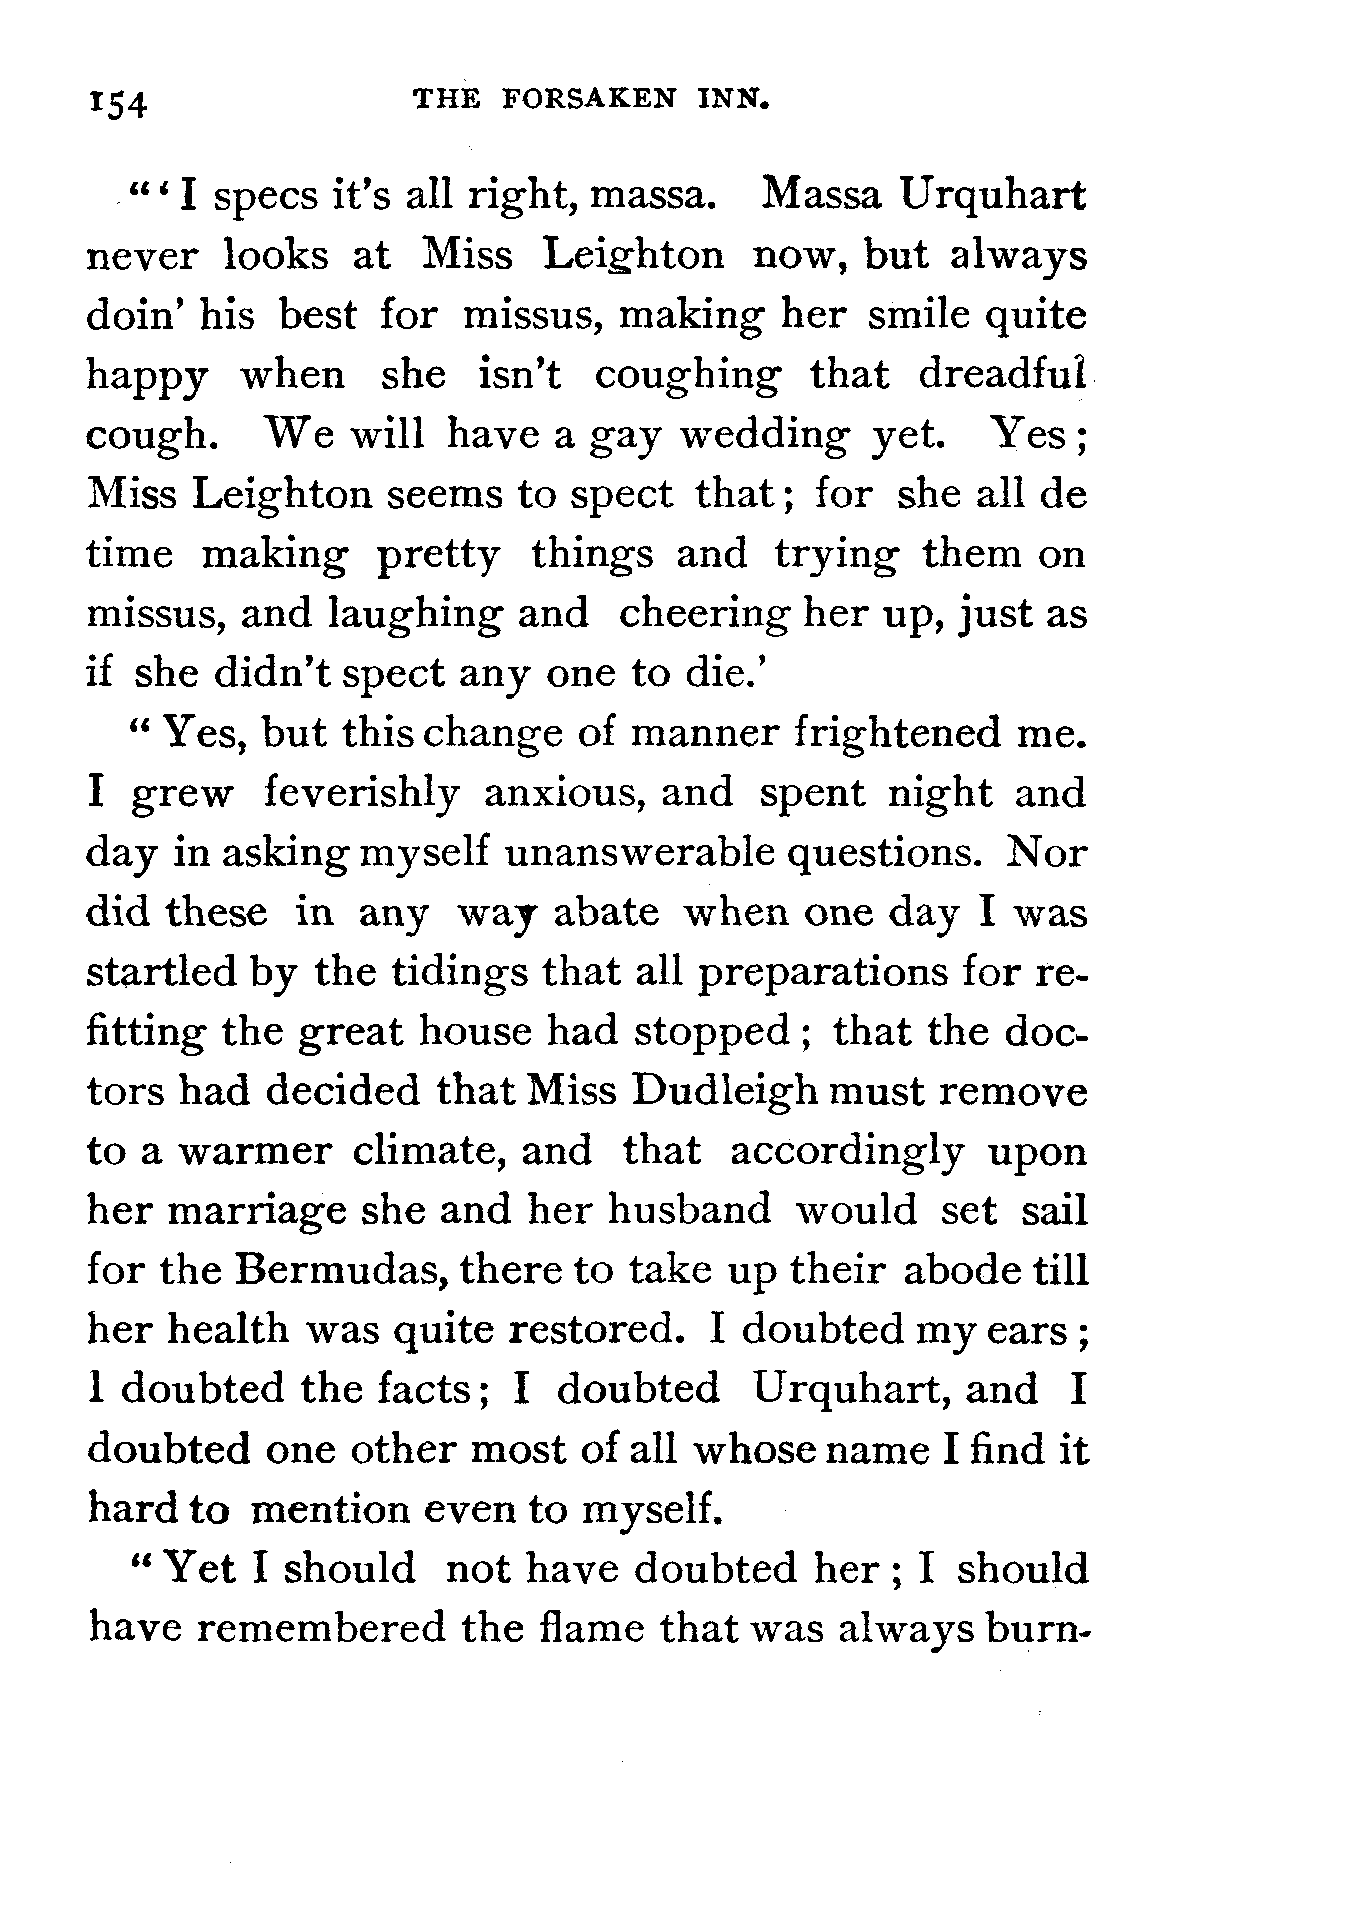 154 THE FORSAKEN INN.
"'I specs it's all right, massa. Massa Urquhart
never looks at Miss Leighton now, but always
doin' his best for missus, making her smile quite
happy when she isn't coughing that dreadful
cough. We will have a gay wedding yet. Yes;
Miss Leighton seems to spect that; for she all de
time making pretty things and trying them on
missus, and laughing and cheering her up, just as
if she didn't spect any one to die.'
"Yes, but this change of manner frightened me.
I grew feverishly anxious, and spent night and
day in asking myself unanswerable questions. Nor
did these in any way abate when one day I was
startled by the tidings that all preparations for re-
fitting the great house had stopped; that the doc-
tors had decided that Miss Dudleigh must remove
to a warmer climate, and that accordingly upon
her marriage she and her husband would set sail
for the Bermudas, there to take up their abode till
her health was quite restored. I doubted my ears;
I doubted the facts; I doubted Urquhart, and I
doubted one other most of all whose name I find it
hard to mention even to myself.
"Yet I should not have doubted her; I should
have remembered the flame that was always burn-